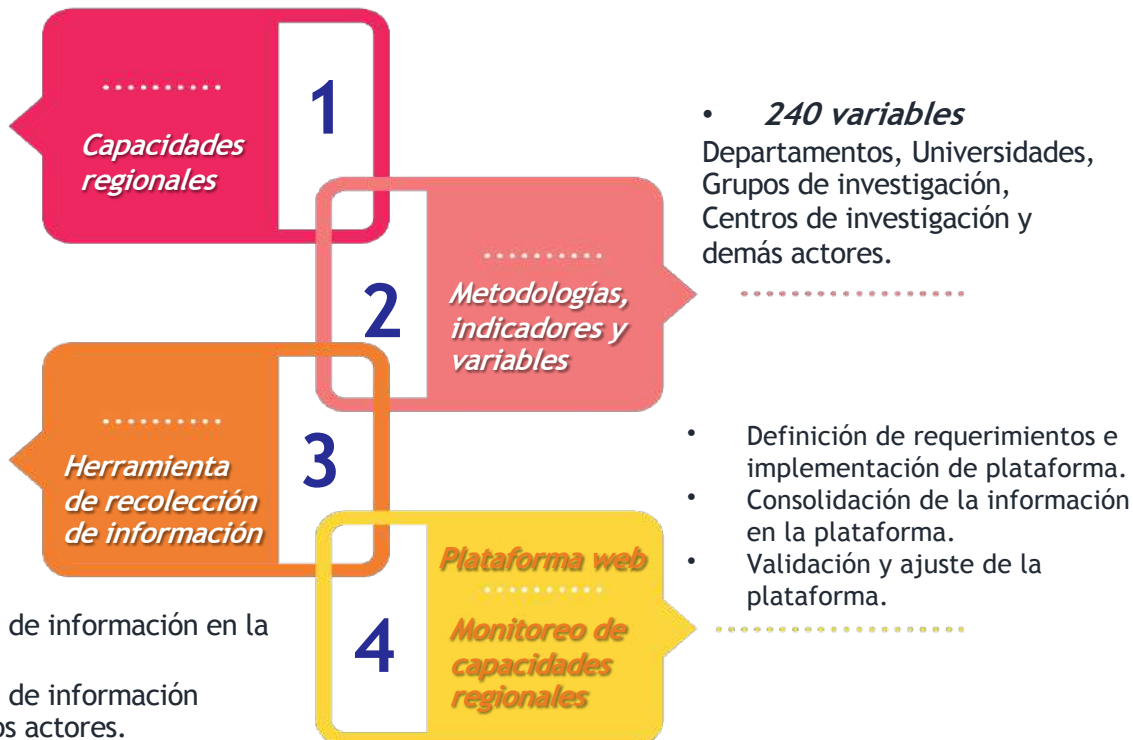 1
Capacidades
regionales
• 240 variables
Departamentos, Universidades,
Grupos de investigación,
Centros de investigación y
demás actores.
2
Metodologías,
indicadores y
variables
3
Herramienta
de recolección
de información
• Definición de requerimientos e
implementación de plataforma.
• Consolidación de la información
en la plataforma.
• Validación y ajuste de la
plataforma.
4
Plataforma web
Monitoreo de
capacidades
regionales
de información en la
de información
os actores.